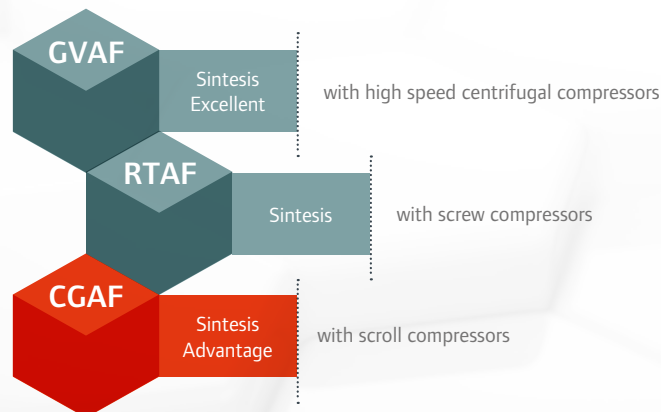 GVAF
Sintesis
Excellent
with high speed centrifugal compressors
RTAF
Sintesis
with screw compressors
CGAF
Sintesis
Advantage
with scroll compressors